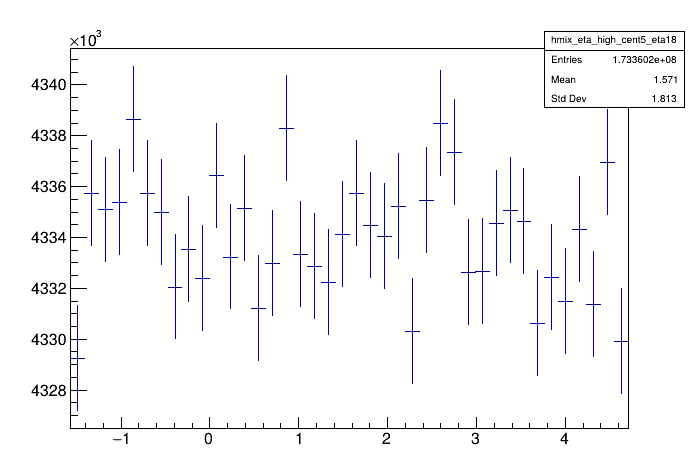 ×10³
hmix_eta_high_cent5_eta18
Entries 1.733602e+08
Mean 1.571
Std Dev 1.813
4340
4338
4336
4334
4332
4330
4328
−1 0 1 2 3 4